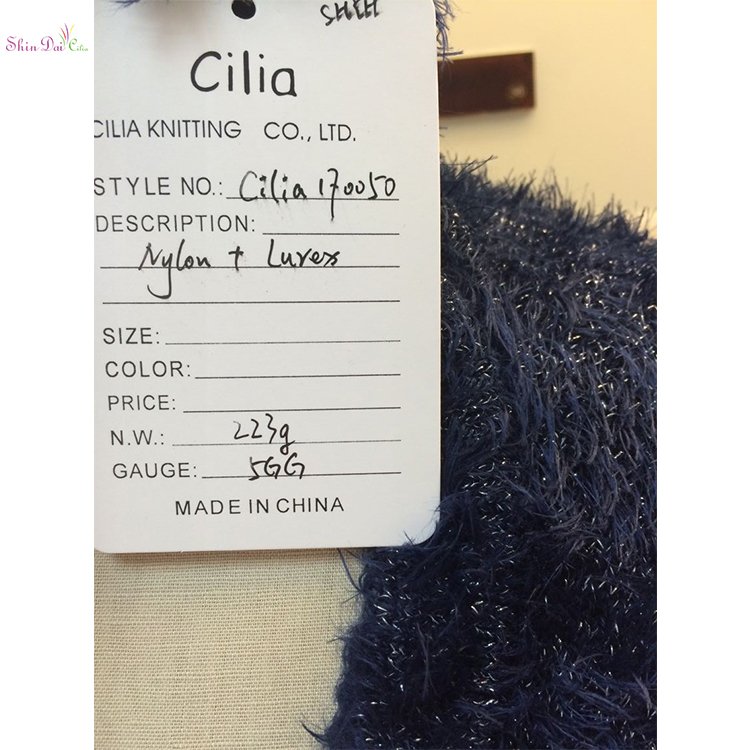 Shin Dai Cilia
Cilia
CILIA KNITTING CO., LTD.
STYLE NO.: Cilia 170050
DESCRIPTION:
Nylon + Lurex
SIZE:
COLOR:
PRICE:
N.W.: 223g
GAUGE: 5GG
MADE IN CHINA